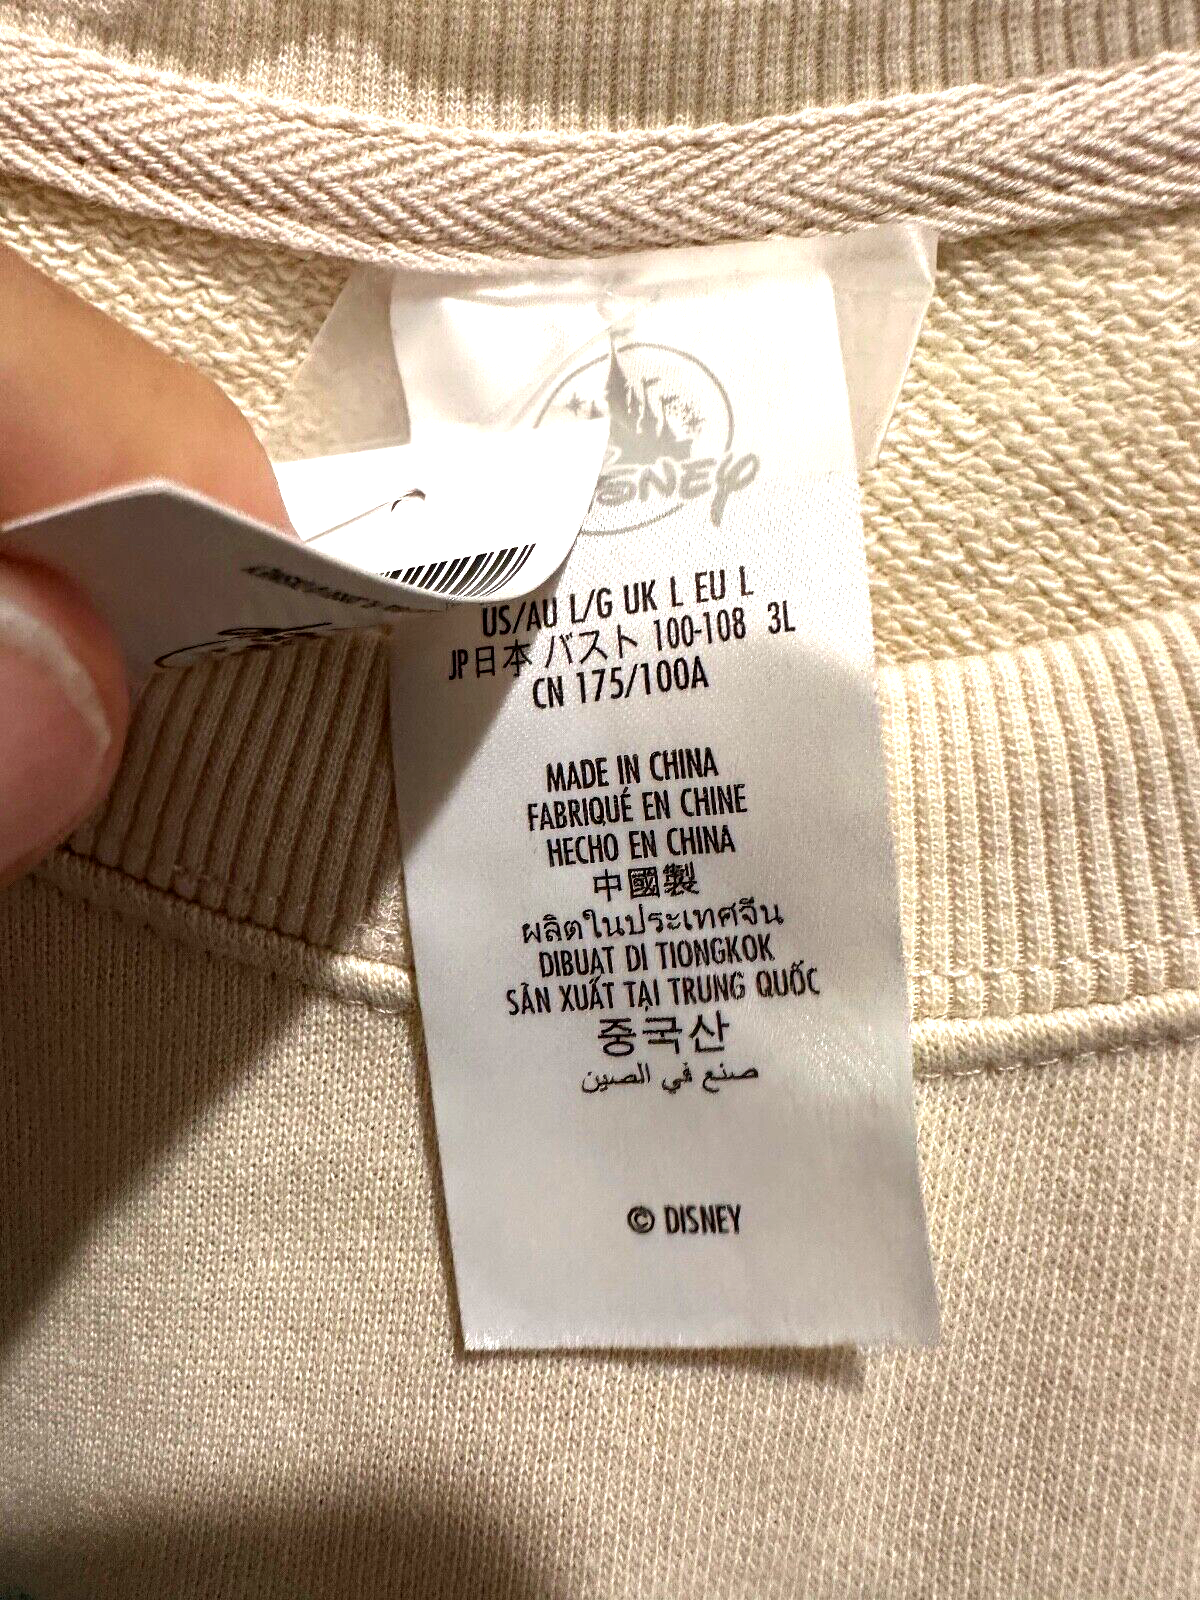 DISNEY
US/AU L/G UK L EU L
JP日本 バスト 100-108 3L
CN 175/100A
MADE IN CHINA
FABRIQUÉ EN CHINE
HECHO EN CHINA
中國製
ผลิตในประเทศจีน
DIBUAT DI TIONGKOK
SẢN XUẤT TẠI TRUNG QUỐC
중국산
صنع في الصين
© DISNEY